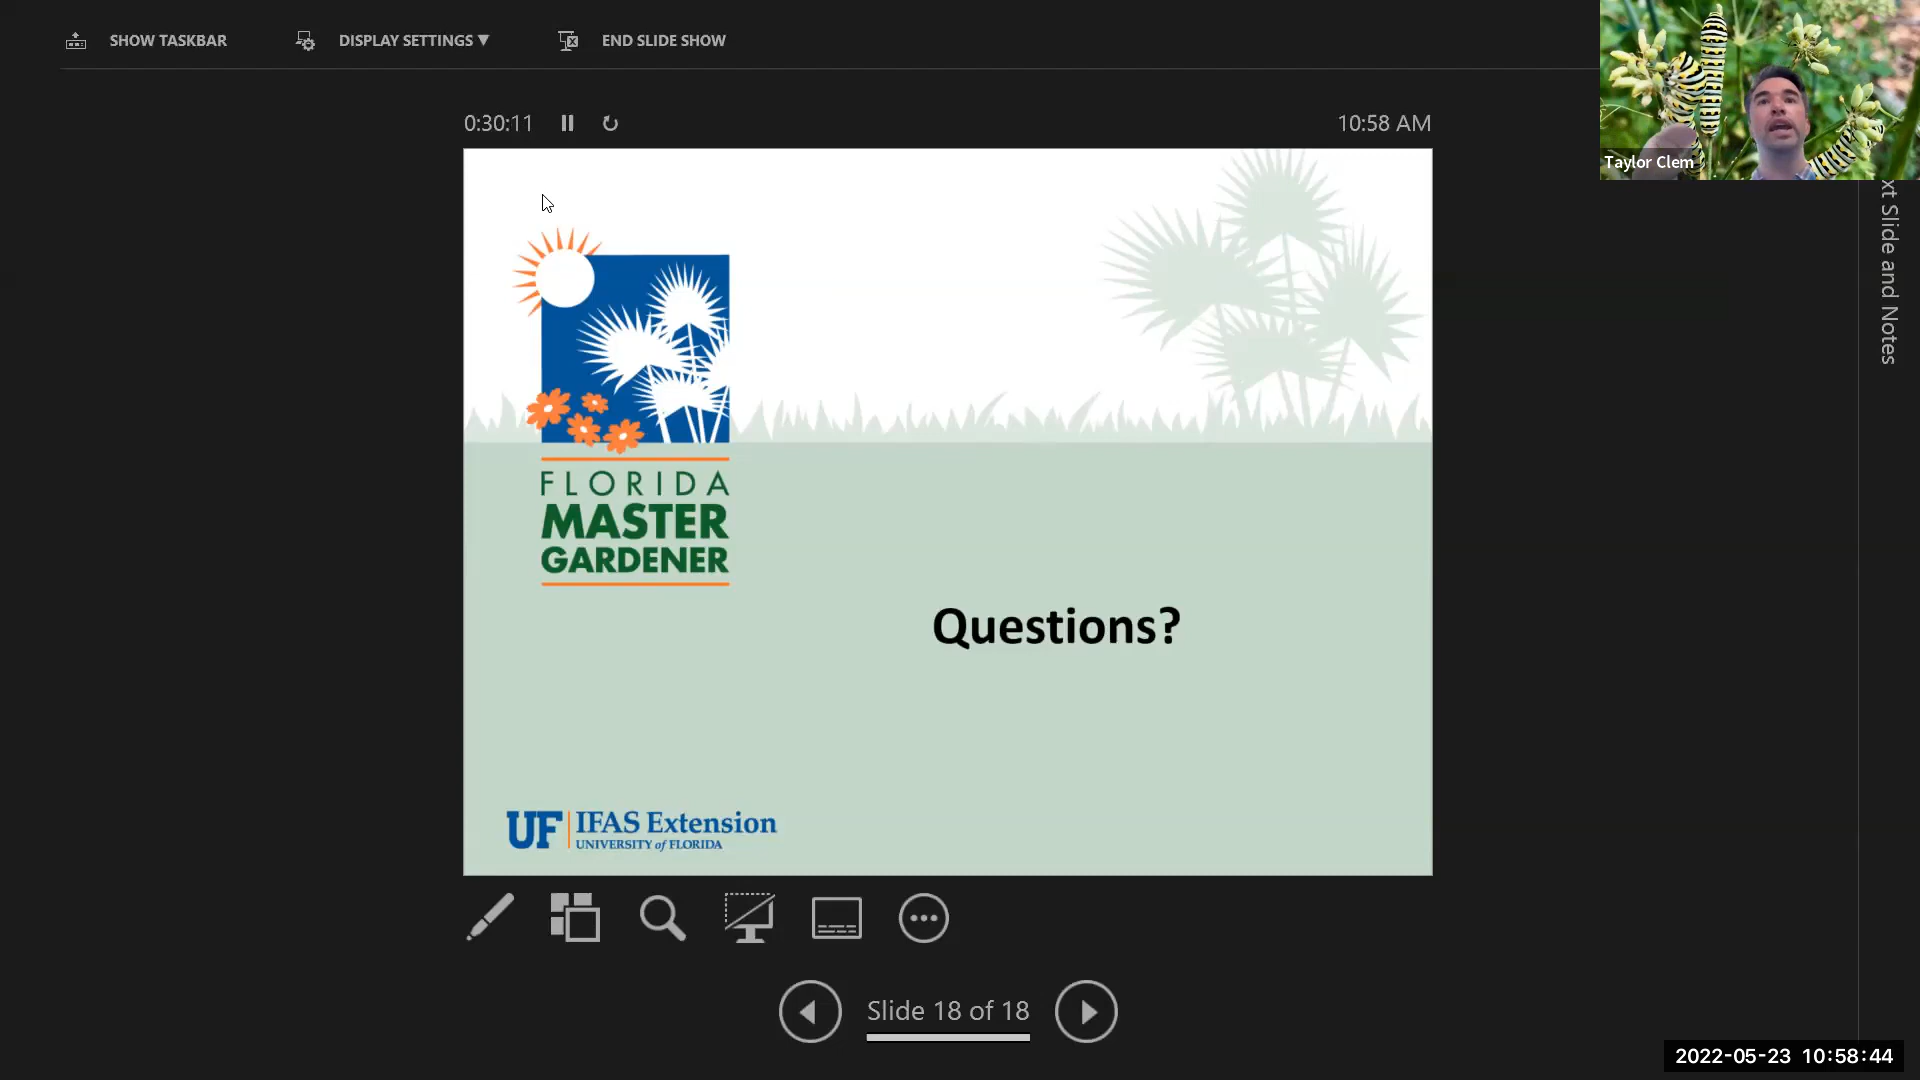 SHOW TASKBAR
DISPLAY SETTINGS ▼
END SLIDE SHOW
0:30:11
10:58 AM
Taylor Clem
xt Slide and Notes
FLORIDA
MASTER
GARDENER
Questions?
UF IFAS Extension
UNIVERSITY of FLORIDA
Slide 18 of 18
2022-05-23 10:58:44